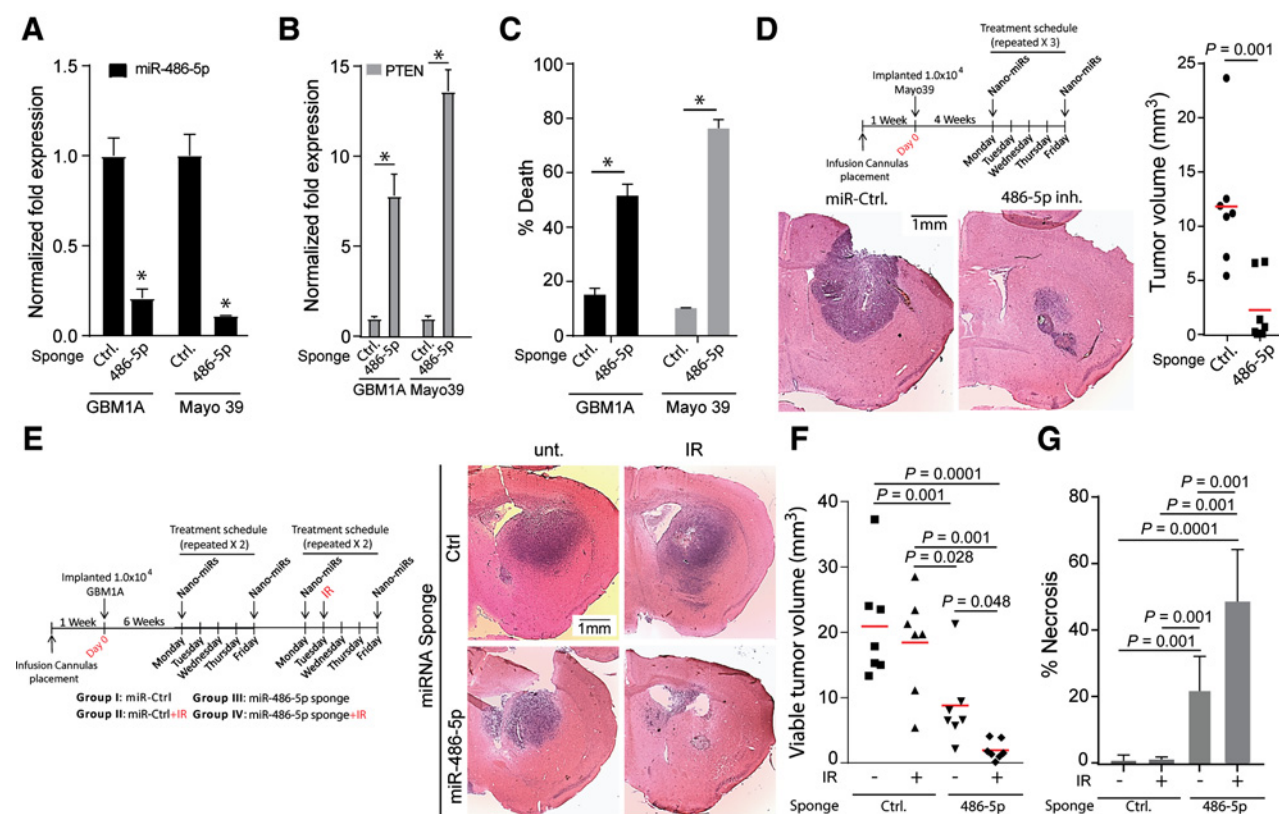 A
miR-486-5p
Normalized fold expression
1.5
1.0
0.5
0.0
*
*
Sponge
Ctrl.
486-5p
Ctrl.
486-5p
GBM1A
Mayo 39
B
PTEN
Normalized fold expression
15
10
5
0
*
*
Ctrl.
486-5p
Ctrl.
486-5p
GBM1A
Mayo39
C
% Death
100
80
60
40
20
0
*
*
Ctrl.
486-5p
Ctrl.
486-5p
GBM1A
Mayo 39
D
Treatment schedule
(repeated X 3)
Implanted 1.0x10⁴
Mayo39
Nano-miRs
Nano-miRs
1 Week
4 Weeks
Day 0
Infusion Cannulas
placement
Monday
Tuesday
Wednesday
Thursday
Friday
miR-Ctrl.
486-5p inh.
1mm
P = 0.001
Tumor volume (mm³)
25
20
15
10
5
0
Sponge
Ctrl.
486-5p
E
Treatment schedule
(repeated X 2)
Treatment schedule
(repeated X 2)
Implanted 1.0x10⁴
GBM1A
Nano-miRs
Nano-miRs
Nano-miRs
IR
Nano-miRs
1 Week
6 Weeks
Day 0
Infusion Cannulas
placement
Monday
Tuesday
Wednesday
Thursday
Friday
Monday
Tuesday
Wednesday
Thursday
Friday
Group I: miR-Ctrl
Group III: miR-486-5p sponge
Group II: miR-Ctrl+IR
Group IV: miR-486-5p sponge+IR
unt.
IR
miRNA Sponge
Ctrl
miR-486-5p
1mm
F
P = 0.0001
P = 0.001
P = 0.001
P = 0.028
P = 0.048
Viable tumor volume (mm³)
40
30
20
10
0
IR
- + - +
Sponge
Ctrl.
486-5p
G
P = 0.001
P = 0.001
P = 0.0001
P = 0.001
P = 0.001
% Necrosis
80
60
40
20
0
IR
- + - +
Sponge
Ctrl.
486-5p